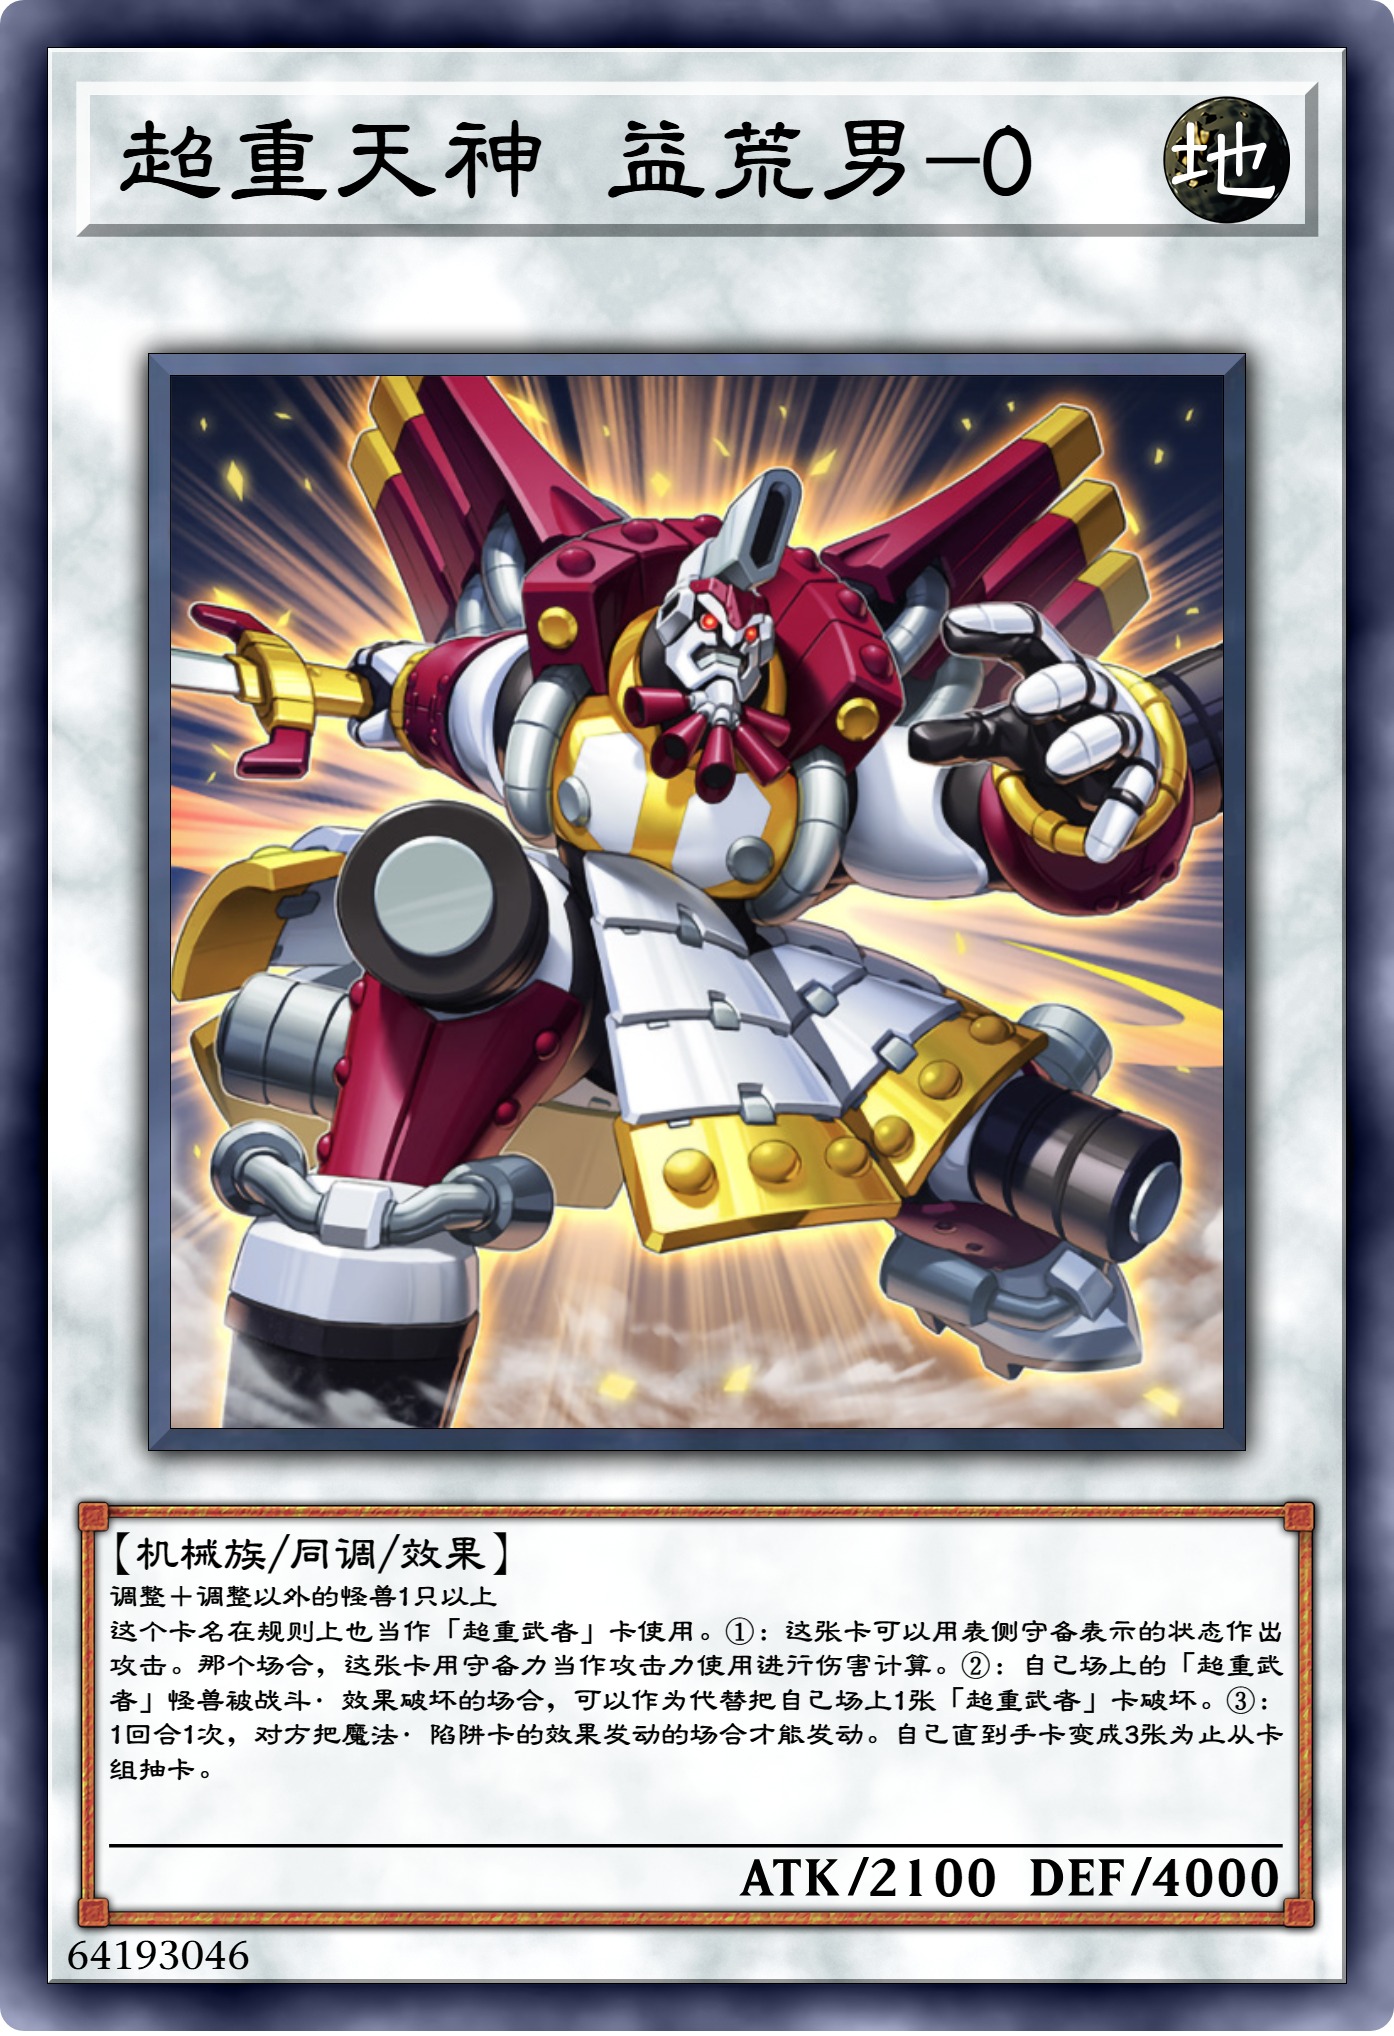 超重天神 益荒男-O
地
【机械族/同调/效果】
调整＋调整以外的怪兽1只以上
这个卡名在规则上也当作「超重武者」卡使用。①：这张卡可以用表侧守备表示的状态作出
攻击。那个场合，这张卡用守备力当作攻击力使用进行伤害计算。②：自己场上的「超重武
者」怪兽被战斗·效果破坏的场合，可以作为代替把自己场上1张「超重武者」卡破坏。③：
1回合1次，对方把魔法·陷阱卡的效果发动的场合才能发动。自己直到手卡变成3张为止从卡
组抽卡。
ATK/2100 DEF/4000
64193046